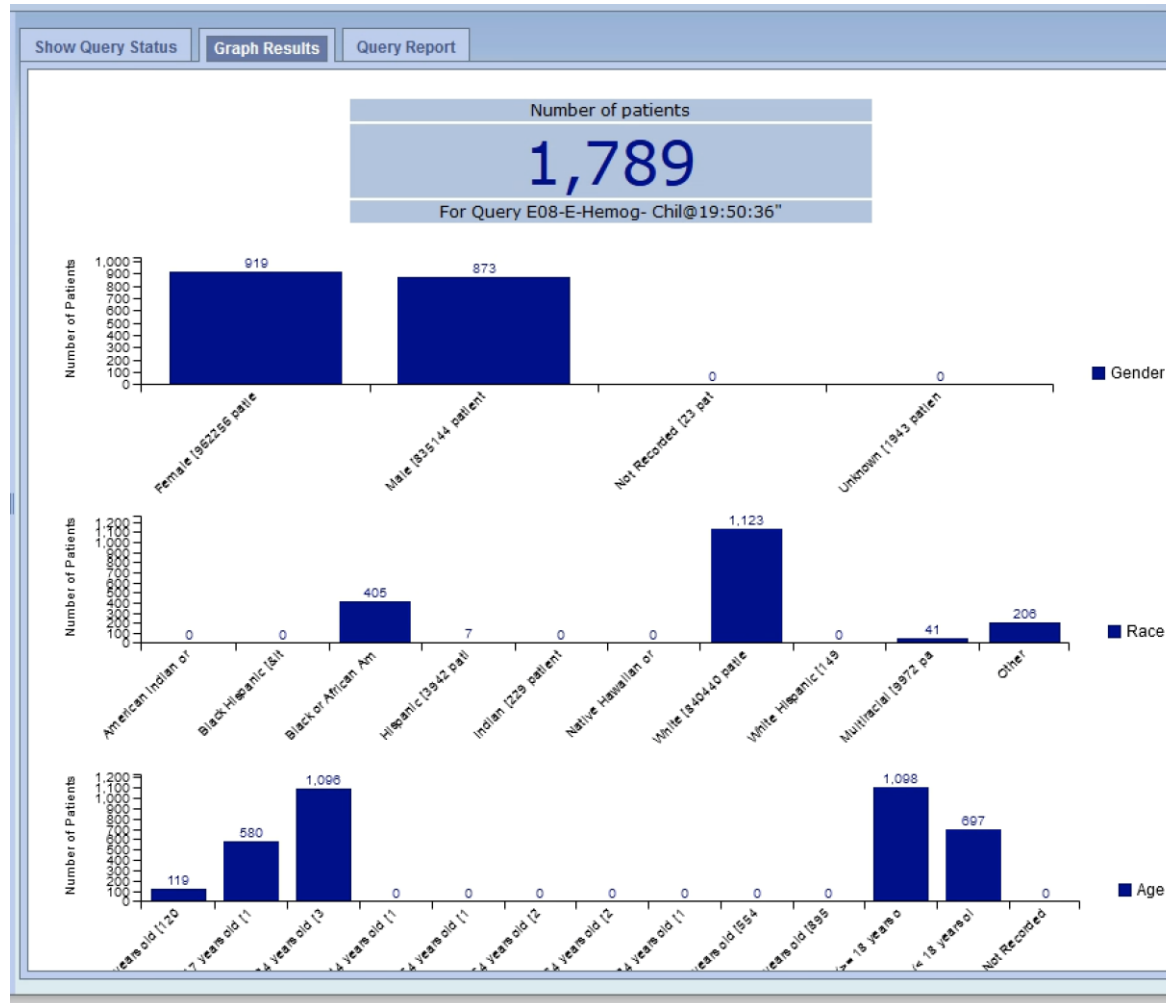 Show Query Status
Graph Results
Query Report
Number of patients
1,789
For Query E08-E-Hemog- Chil@19:50:36"
Number of Patients
1,000
900
800
700
600
500
400
300
200
100
0
919
873
0
0
Female [962256 patie
Male [835144 patient
Not Recorded [23 pat
Unknown [1943 patien
Gender
Number of Patients
1,200
1,100
1,000
900
800
700
600
500
400
300
200
100
0
0
0
405
7
0
0
1,123
0
41
206
American Indian or
Black Hispanic [&lt
Black or African Am
Hispanic [3942 pati
Indian [229 patient
Native Hawaiian or
White [840440 patie
White Hispanic [149
Multiracial [9972 pa
Other
Race
Number of Patients
1,200
1,100
1,000
900
800
700
600
500
400
300
200
100
0
119
580
1,096
0
0
0
0
0
0
0
1,098
697
0
years old [120
7 years old [1
34 years old [3
4 years old [1
54 years old [1
64 years old [2
74 years old [2
84 years old [1
years old [554
years old [895
>= 18 years o
< 18 years ol
Not Recorded
Age